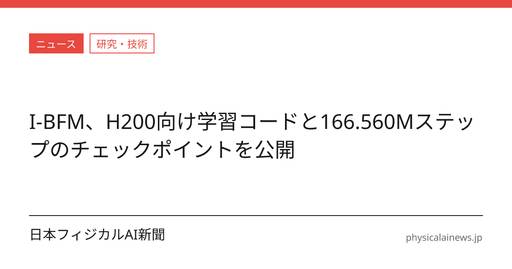 ニュース 研究・技術
I-BFM、H200向け学習コードと166.560Mステッ
プのチェックポイントを公開
日本フィジカルAI新聞 physicalainews.jp